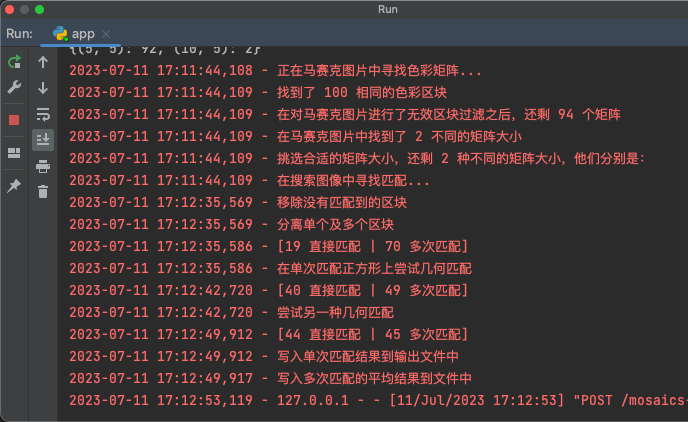 Run
Run: app
{(5, 5): 92, (10, 5): 2}
2023-07-11 17:11:44,108 - 正在马赛克图片中寻找色彩矩阵...
2023-07-11 17:11:44,109 - 找到了 100 相同的色彩区块
2023-07-11 17:11:44,109 - 在对马赛克图片进行了无效区块过滤之后，还剩 94 个矩阵
2023-07-11 17:11:44,109 - 在马赛克图片中找到了 2 不同的矩阵大小
2023-07-11 17:11:44,109 - 挑选合适的矩阵大小，还剩 2 种不同的矩阵大小，他们分别是：
2023-07-11 17:11:44,109 - 在搜索图像中寻找匹配...
2023-07-11 17:12:35,569 - 移除没有匹配到的区块
2023-07-11 17:12:35,569 - 分离单个及多个区块
2023-07-11 17:12:35,586 - [19 直接匹配 | 70 多次匹配]
2023-07-11 17:12:35,586 - 在单次匹配正方形上尝试几何匹配
2023-07-11 17:12:42,720 - [40 直接匹配 | 49 多次匹配]
2023-07-11 17:12:42,720 - 尝试另一种几何匹配
2023-07-11 17:12:49,912 - [44 直接匹配 | 45 多次匹配]
2023-07-11 17:12:49,912 - 写入单次匹配结果到输出文件中
2023-07-11 17:12:49,917 - 写入多次匹配的平均结果到文件中
2023-07-11 17:12:53,119 - 127.0.0.1 - - [11/Jul/2023 17:12:53] "POST /mosaics-